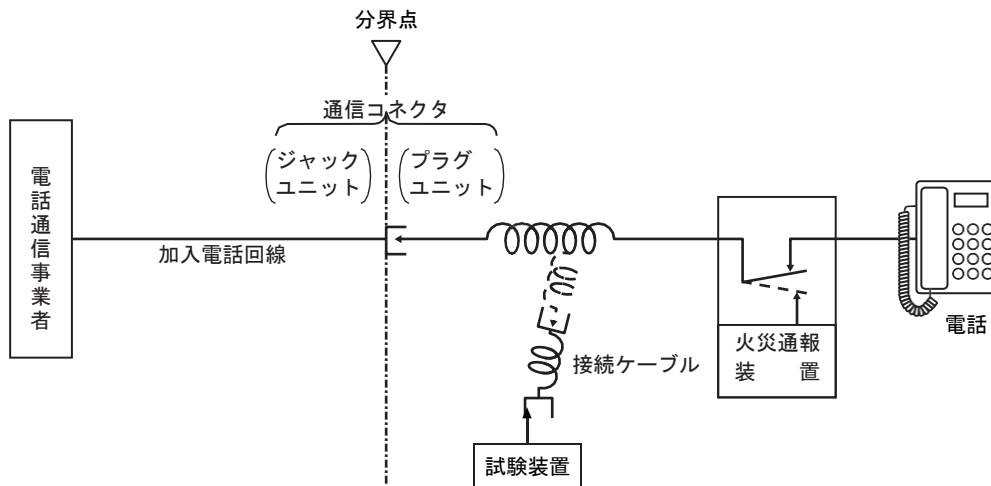 分界点
通信コネクタ
ジャック
ユニット
プラグ
ユニット
電話通信事業者
加入電話回線
火災通報
装置
電話
接続ケーブル
試験装置